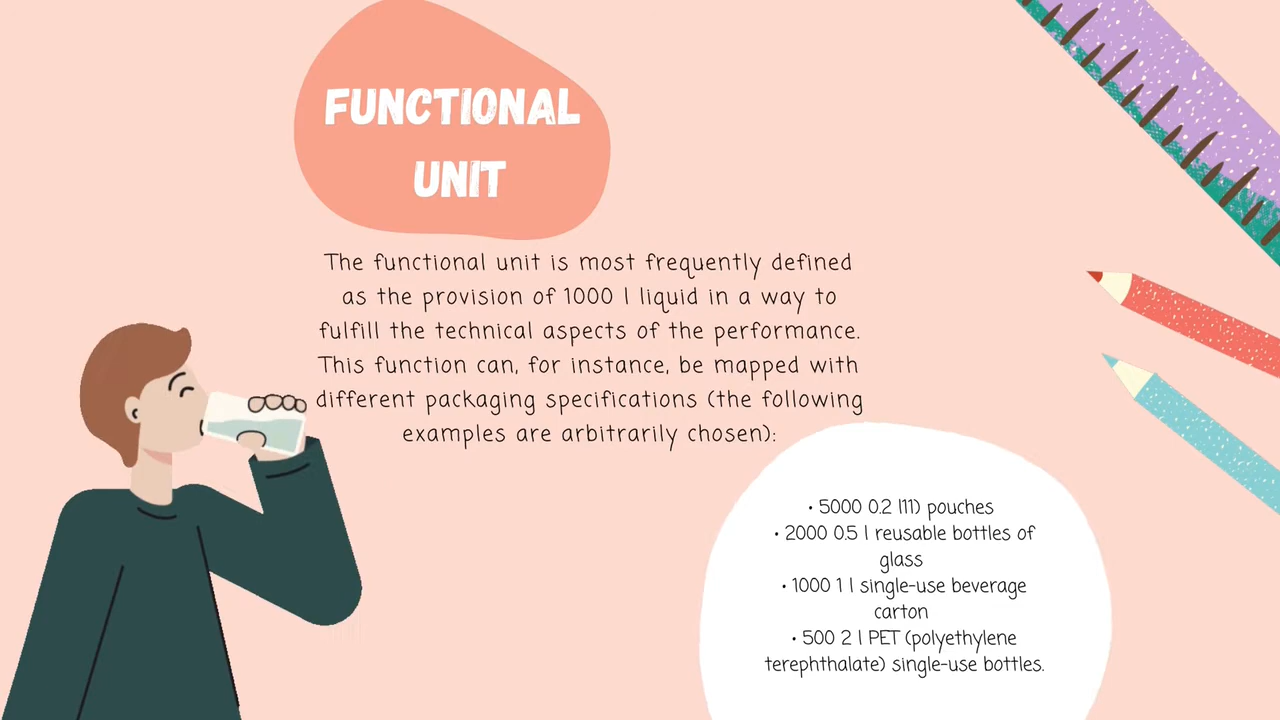 FUNCTIONAL
UNIT
The functional unit is most frequently defined
as the provision of 1000 l liquid in a way to
fulfill the technical aspects of the performance.
This function can, for instance, be mapped with
different packaging specifications (the following
examples are arbitrarily chosen):
• 5000 0.2 l11) pouches
• 2000 0.5 l reusable bottles of
glass
• 1000 1 l single-use beverage
carton
• 500 2 l PET (polyethylene
terephthalate) single-use bottles.